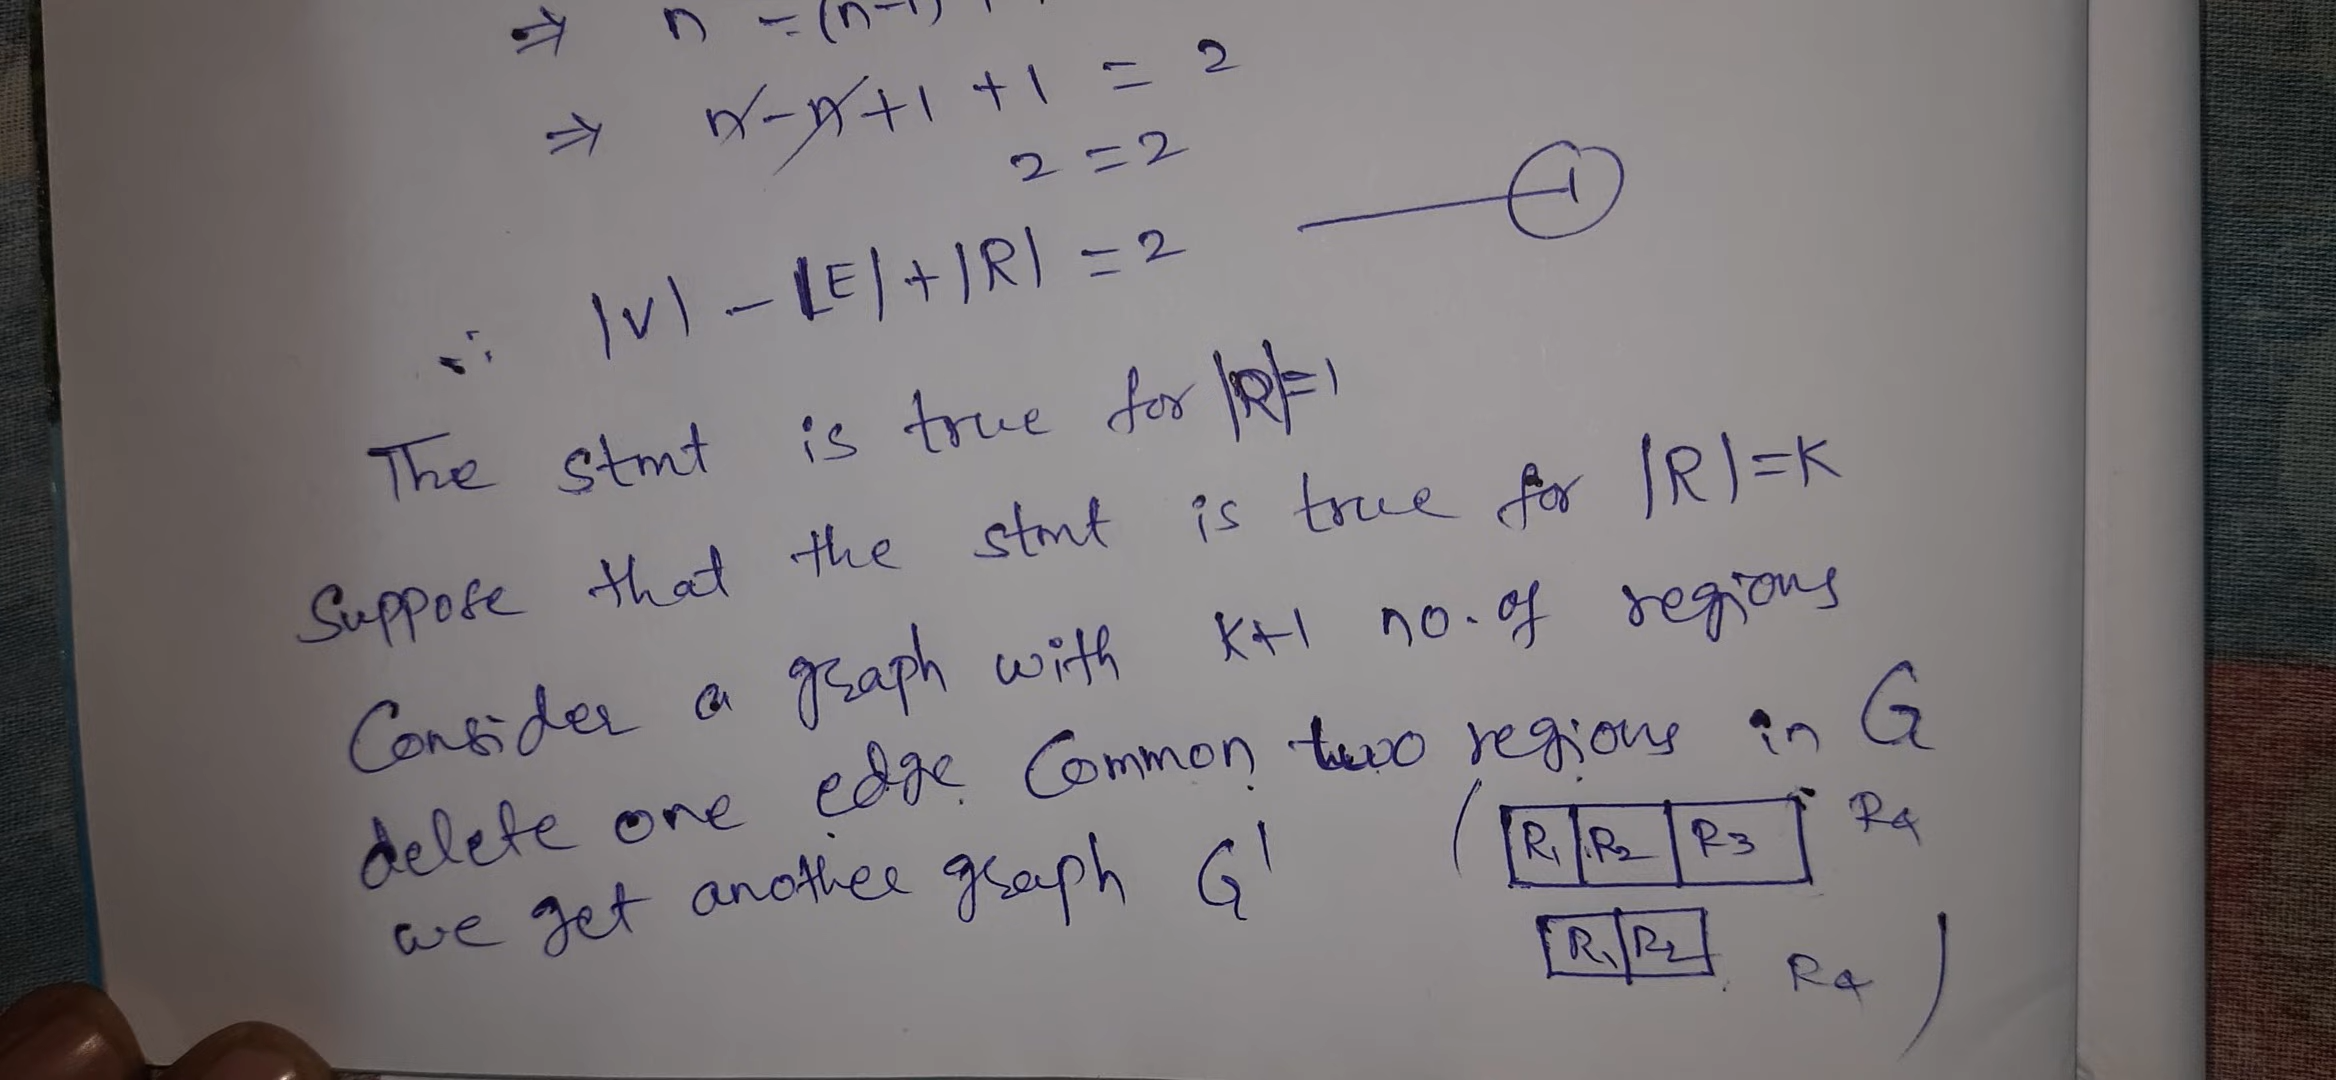 ⇒ n - (n-1)
⇒ n - n + 1 + 1 = 2
2 = 2
∴ |V| - |E| + |R| = 2 — 1
The stmt is true for |R|=1
Suppose that the stmt is true for |R|=K
Consider a graph with K+1 no. of regions
delete one edge common two regions in G
we get another graph G' ( R1 R2 R3 R4
R1 R2 R4 )